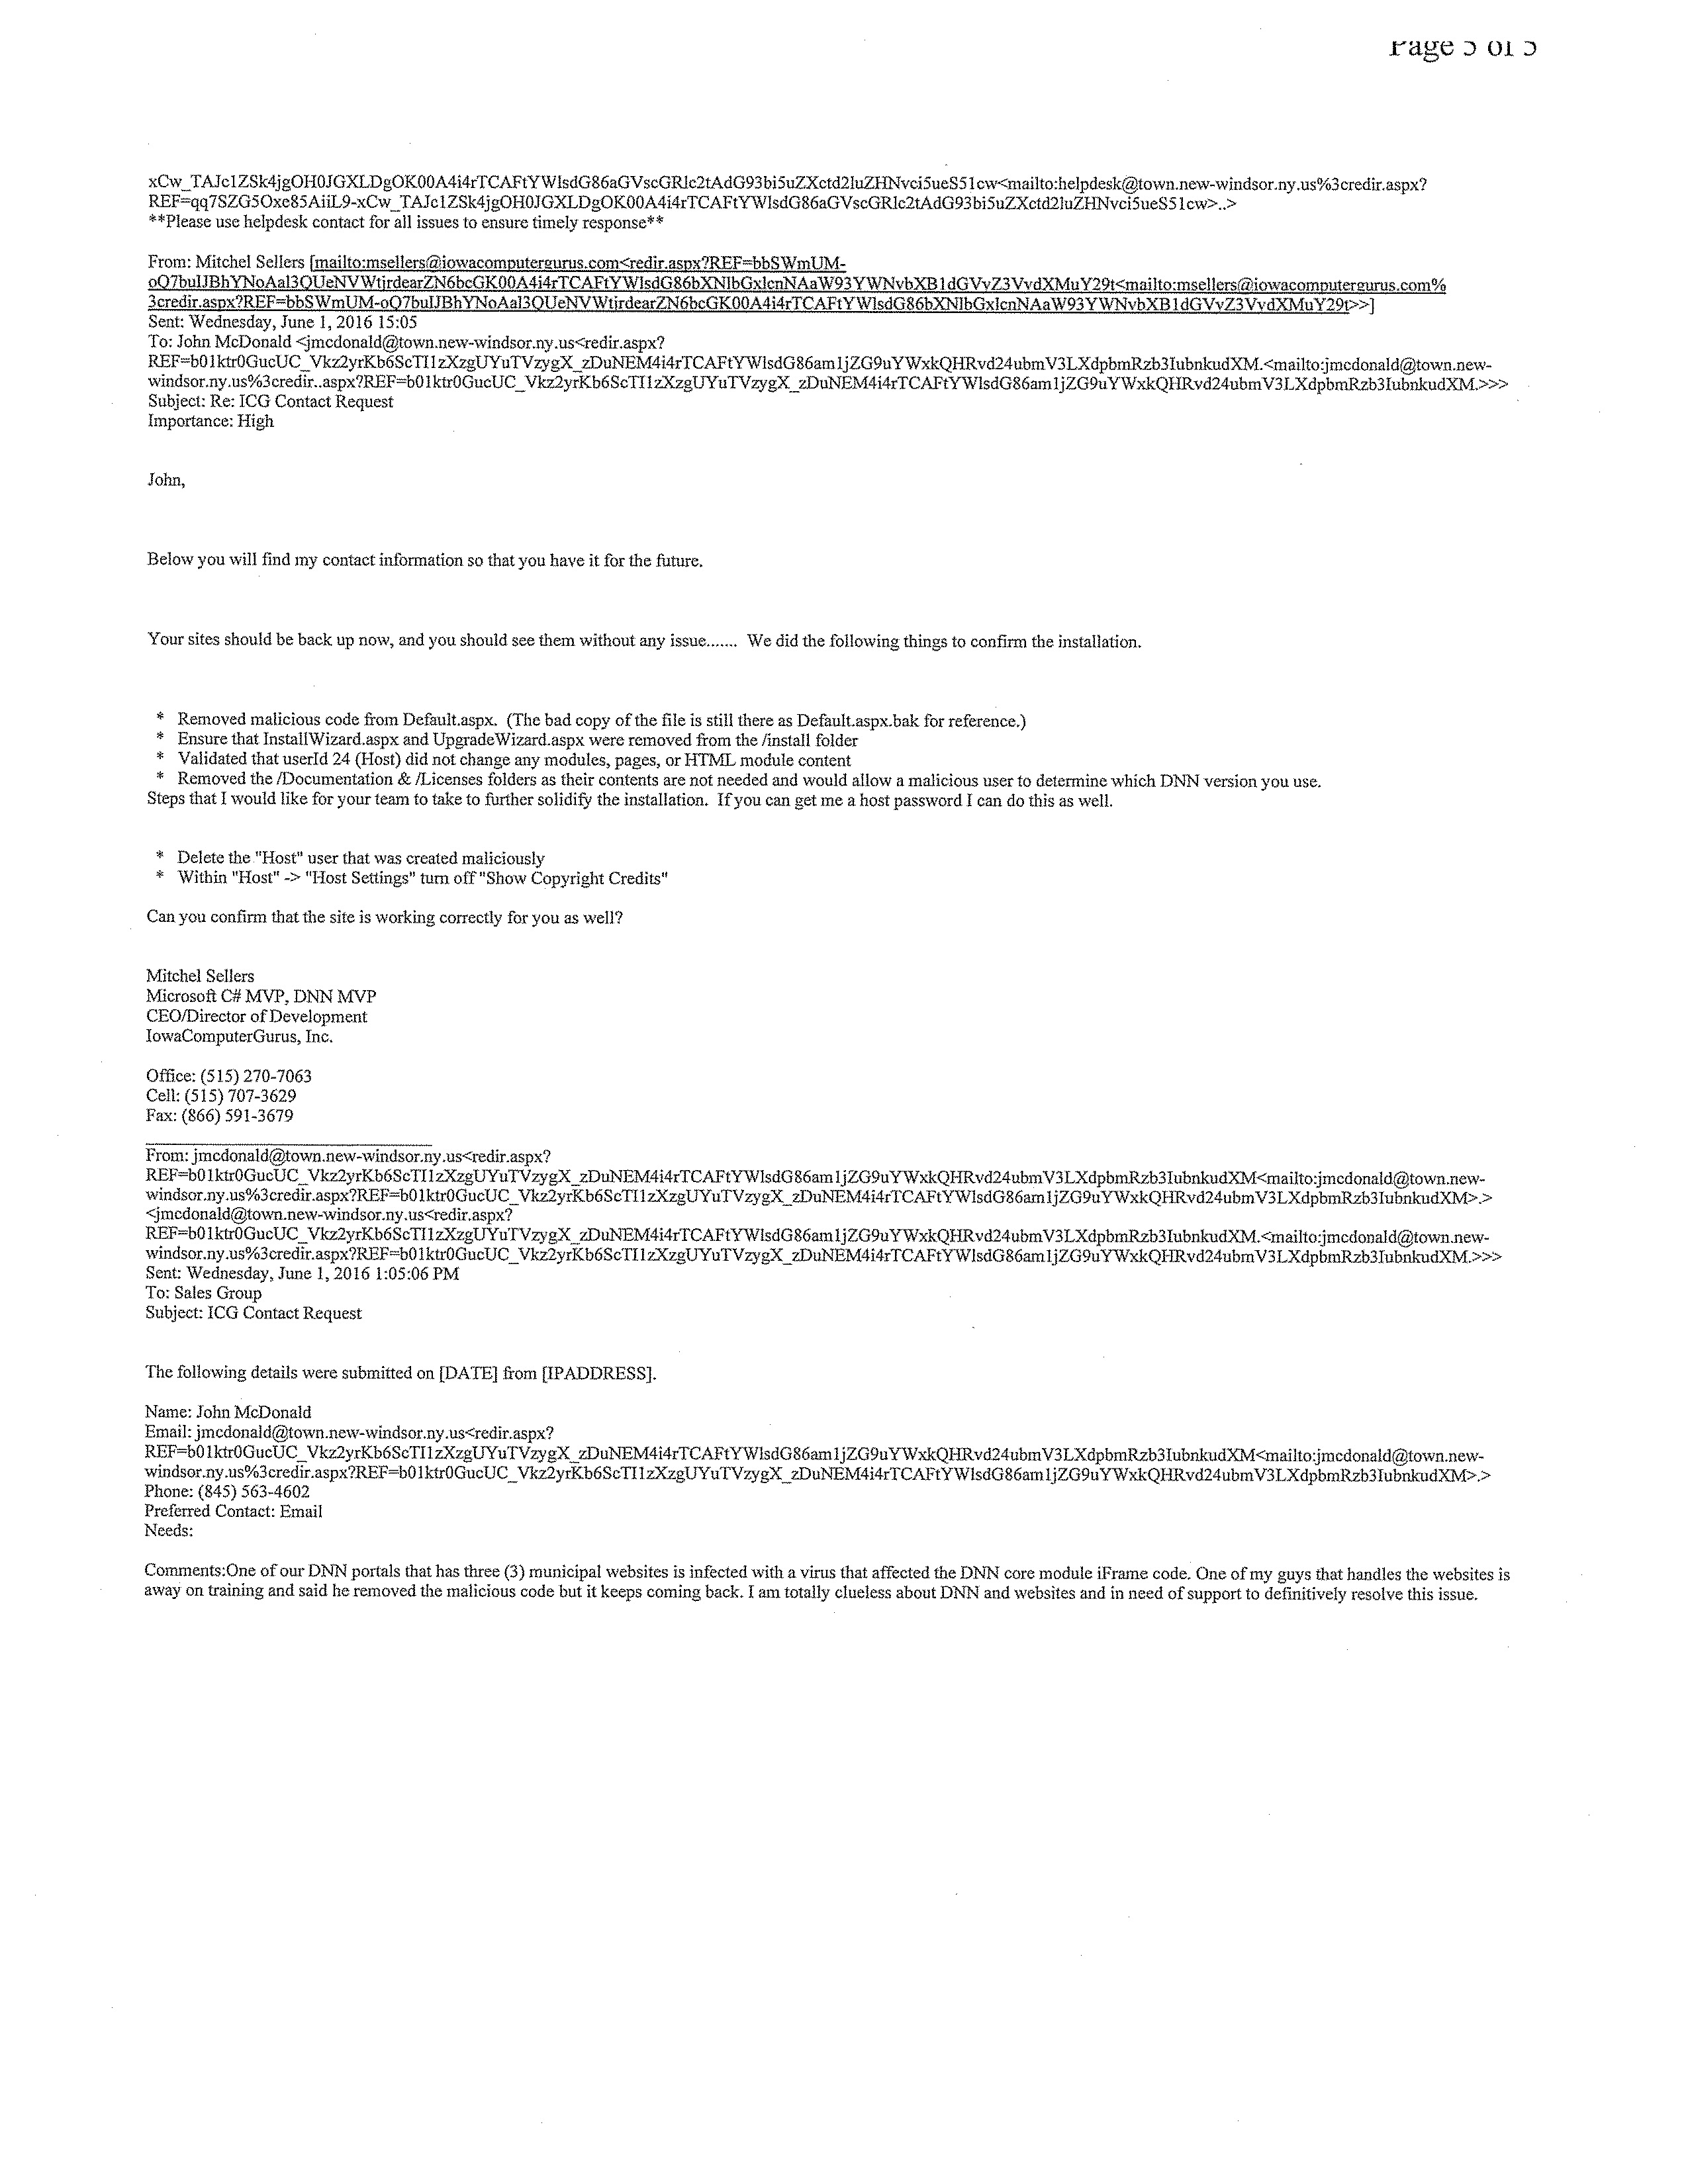 Page 5 of 5
xCw_TAJc1ZSk4jgOH0JGXLDgOK00A4i4rTCAFtYWlsdG86aGVscGRlc2tAdG93bi5uZXctd2luZHNvci5ueS51cw<mailto:helpdesk@town.new-windsor.ny.us%3credir.aspx?
REF=qq7SZG5Oxe85AiiL9-xCw_TAJc1ZSk4jgOH0JGXLDgOK00A4i4rTCAFtYWlsdG86aGVscGRlc2tAdG93bi5uZXctd2luZHNvci5ueS51cw>..>
**Please use helpdesk contact for all issues to ensure timely response**
From: Mitchel Sellers [mailto:msellers@iowacomputergurus.com<redir.aspx?REF=bbSWmUM-
oQ7bulJBhYNoAal3QUeNVWtjrdearZN6bcGK00A4i4rTCAFtYWlsdG86bXNlbGxlcnNAaW93YWNvbXB1dGVvZ3VvdXMuY29t<mailto:msellers@iowacomputergurus.com%
3credir.aspx?REF=bbSWmUM-oQ7bulJBhYNoAal3QUeNVWtjrdearZN6bcGK00A4i4rTCAFtYWlsdG86bXNlbGxlcnNAaW93YWNvbXB1dGVvZ3VvdXMuY29t>>]
Sent: Wednesday, June 1, 2016 15:05
To: John McDonald <jmcdonald@town.new-windsor.ny.us<redir.aspx?
REF=b01ktr0GucUC_Vkz2yrKb6ScTI1zXzgUYuTVzygX_zDuNEM4i4rTCAFtYWlsdG86am1jZG9uYWxkQHRvd24ubmV3LXdpbmRzb3IubnkudXM.<mailto:jmcdonald@town.new-
windsor.ny.us%3credir..aspx?REF=b01ktr0GucUC_Vkz2yrKb6ScTI1zXzgUYuTVzygX_zDuNEM4i4rTCAFtYWlsdG86am1jZG9uYWxkQHRvd24ubmV3LXdpbmRzb3IubnkudXM.>>>
Subject: Re: ICG Contact Request
Importance: High
John,
Below you will find my contact information so that you have it for the future.
Your sites should be back up now, and you should see them without any issue....... We did the following things to confirm the installation.
* Removed malicious code from Default.aspx. (The bad copy of the file is still there as Default.aspx.bak for reference.)
* Ensure that InstallWizard.aspx and UpgradeWizard.aspx were removed from the /install folder
* Validated that userId 24 (Host) did not change any modules, pages, or HTML module content
* Removed the /Documentation & /Licenses folders as their contents are not needed and would allow a malicious user to determine which DNN version you use.
Steps that I would like for your team to take to further solidify the installation. If you can get me a host password I can do this as well.
* Delete the "Host" user that was created maliciously
* Within "Host" -> "Host Settings" turn off "Show Copyright Credits"
Can you confirm that the site is working correctly for you as well?
Mitchel Sellers
Microsoft C# MVP, DNN MVP
CEO/Director of Development
IowaComputerGurus, Inc.
Office: (515) 270-7063
Cell: (515) 707-3629
Fax: (866) 591-3679
From: jmcdonald@town.new-windsor.ny.us<redir.aspx?
REF=b01ktr0GucUC_Vkz2yrKb6ScTI1zXzgUYuTVzygX_zDuNEM4i4rTCAFtYWlsdG86am1jZG9uYWxkQHRvd24ubmV3LXdpbmRzb3IubnkudXM<mailto:jmcdonald@town.new-
windsor.ny.us%3credir.aspx?REF=b01ktr0GucUC_Vkz2yrKb6ScTI1zXzgUYuTVzygX_zDuNEM4i4rTCAFtYWlsdG86am1jZG9uYWxkQHRvd24ubmV3LXdpbmRzb3IubnkudXM>.>
<jmcdonald@town.new-windsor.ny.us<redir.aspx?
REF=b01ktr0GucUC_Vkz2yrKb6ScTI1zXzgUYuTVzygX_zDuNEM4i4rTCAFtYWlsdG86am1jZG9uYWxkQHRvd24ubmV3LXdpbmRzb3IubnkudXM.<mailto:jmcdonald@town.new-
windsor.ny.us%3credir.aspx?REF=b01ktr0GucUC_Vkz2yrKb6ScTI1zXzgUYuTVzygX_zDuNEM4i4rTCAFtYWlsdG86am1jZG9uYWxkQHRvd24ubmV3LXdpbmRzb3IubnkudXM.>>>
Sent: Wednesday, June 1, 2016 1:05:06 PM
To: Sales Group
Subject: ICG Contact Request
The following details were submitted on [DATE] from [IPADDRESS].
Name: John McDonald
Email: jmcdonald@town.new-windsor.ny.us<redir.aspx?
REF=b01ktr0GucUC_Vkz2yrKb6ScTI1zXzgUYuTVzygX_zDuNEM4i4rTCAFtYWlsdG86am1jZG9uYWxkQHRvd24ubmV3LXdpbmRzb3IubnkudXM<mailto:jmcdonald@town.new-
windsor.ny.us%3credir.aspx?REF=b01ktr0GucUC_Vkz2yrKb6ScTI1zXzgUYuTVzygX_zDuNEM4i4rTCAFtYWlsdG86am1jZG9uYWxkQHRvd24ubmV3LXdpbmRzb3IubnkudXM>.>
Phone: (845) 563-4602
Preferred Contact: Email
Needs:
Comments:One of our DNN portals that has three (3) municipal websites is infected with a virus that affected the DNN core module iFrame code. One of my guys that handles the websites is
away on training and said he removed the malicious code but it keeps coming back. I am totally clueless about DNN and websites and in need of support to definitively resolve this issue.